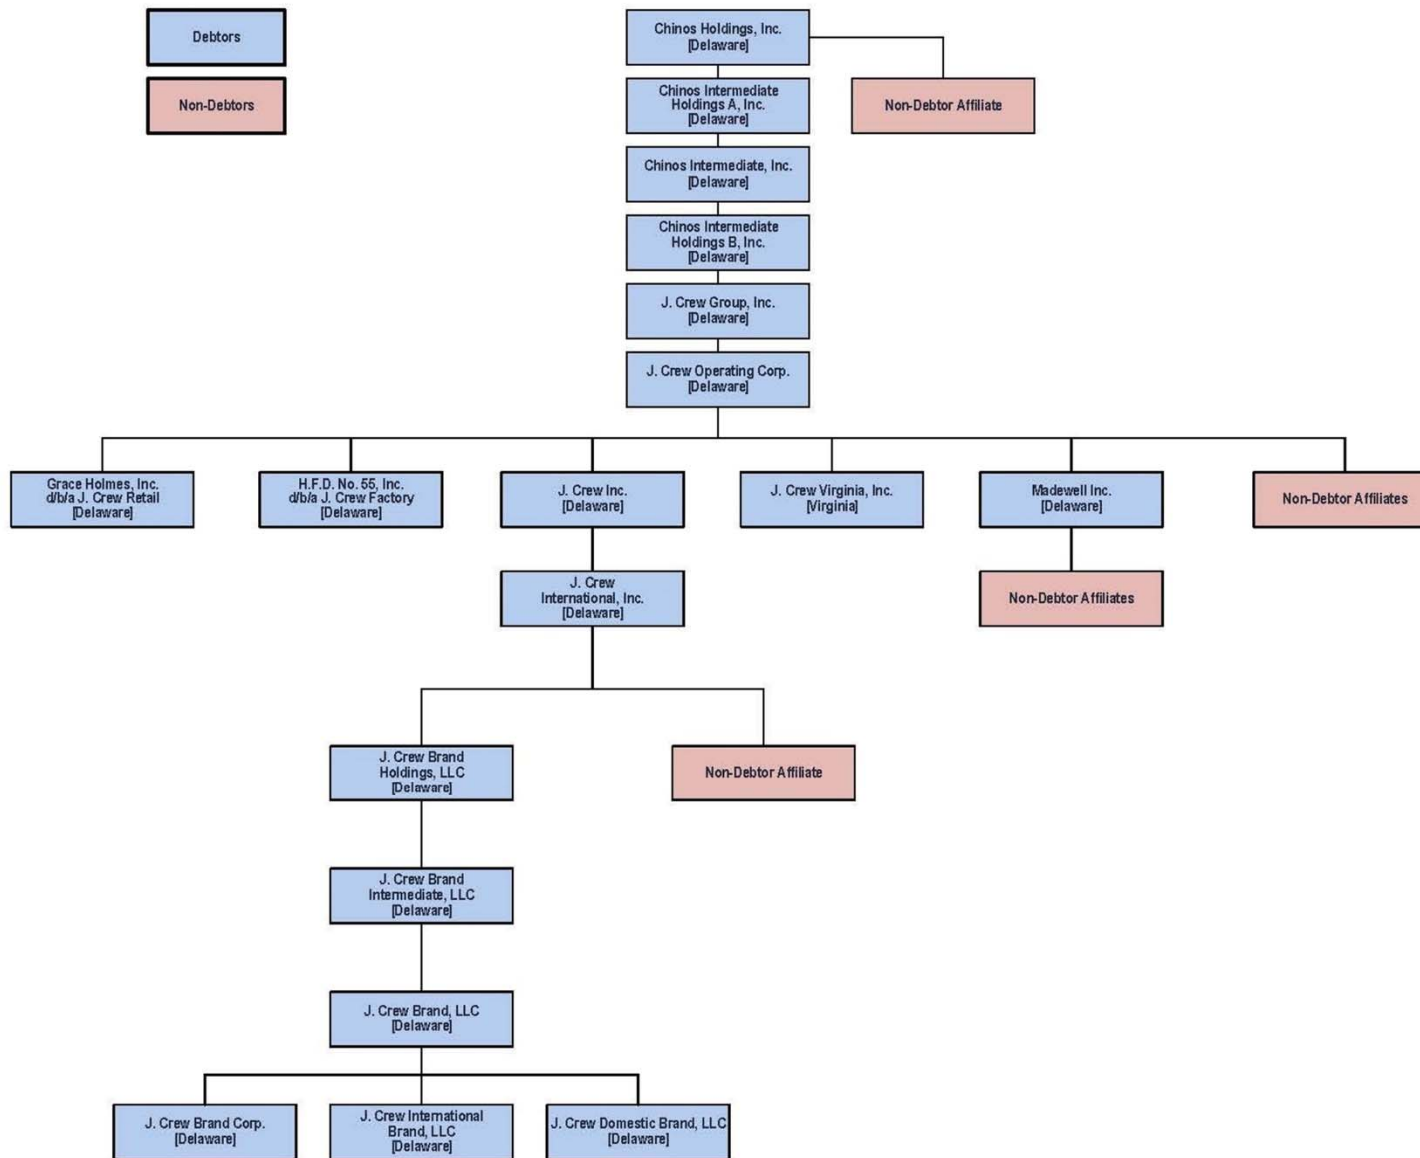 Debtors
Non-Debtors
Chinos Holdings, Inc.
[Delaware]
Chinos Intermediate
Holdings A, Inc.
[Delaware]
Non-Debtor Affiliate
Chinos Intermediate, Inc.
[Delaware]
Chinos Intermediate
Holdings B, Inc.
[Delaware]
J. Crew Group, Inc.
[Delaware]
J. Crew Operating Corp.
[Delaware]
Grace Holmes, Inc.
d/b/a J. Crew Retail
[Delaware]
H.F.D. No. 55, Inc.
d/b/a J. Crew Factory
[Delaware]
J. Crew Inc.
[Delaware]
J. Crew Virginia, Inc.
[Virginia]
Madewell Inc.
[Delaware]
Non-Debtor Affiliates
J. Crew
International, Inc.
[Delaware]
Non-Debtor Affiliates
J. Crew Brand
Holdings, LLC
[Delaware]
Non-Debtor Affiliate
J. Crew Brand
Intermediate, LLC
[Delaware]
J. Crew Brand, LLC
[Delaware]
J. Crew Brand Corp.
[Delaware]
J. Crew International
Brand, LLC
[Delaware]
J. Crew Domestic Brand, LLC
[Delaware]